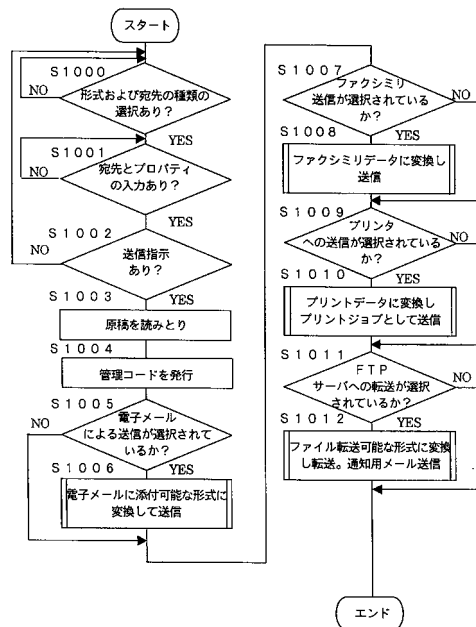 スタート
S1000
形式および宛先の種類の
選択あり?
NO
YES
S1001
宛先とプロパティ
の入力あり?
NO
YES
S1002
送信指示
あり?
NO
YES
S1003
原稿を読みとり
S1004
管理コードを発行
S1005
電子メール
による送信が選択されて
いるか?
NO
YES
S1006
電子メールに添付可能な形式に
変換して送信
S1007
ファクシミリ
送信が選択されている
か?
NO
YES
S1008
ファクシミリデータに変換し
送信
S1009
プリンタ
への送信が選択されてい
るか?
NO
YES
S1010
プリントデータに変換し
プリントジョブとして送信
S1011
FTP
サーバへの転送が選択
されているか?
NO
YES
S1012
ファイル転送可能な形式に変換
し転送。通知用メール送信
エンド